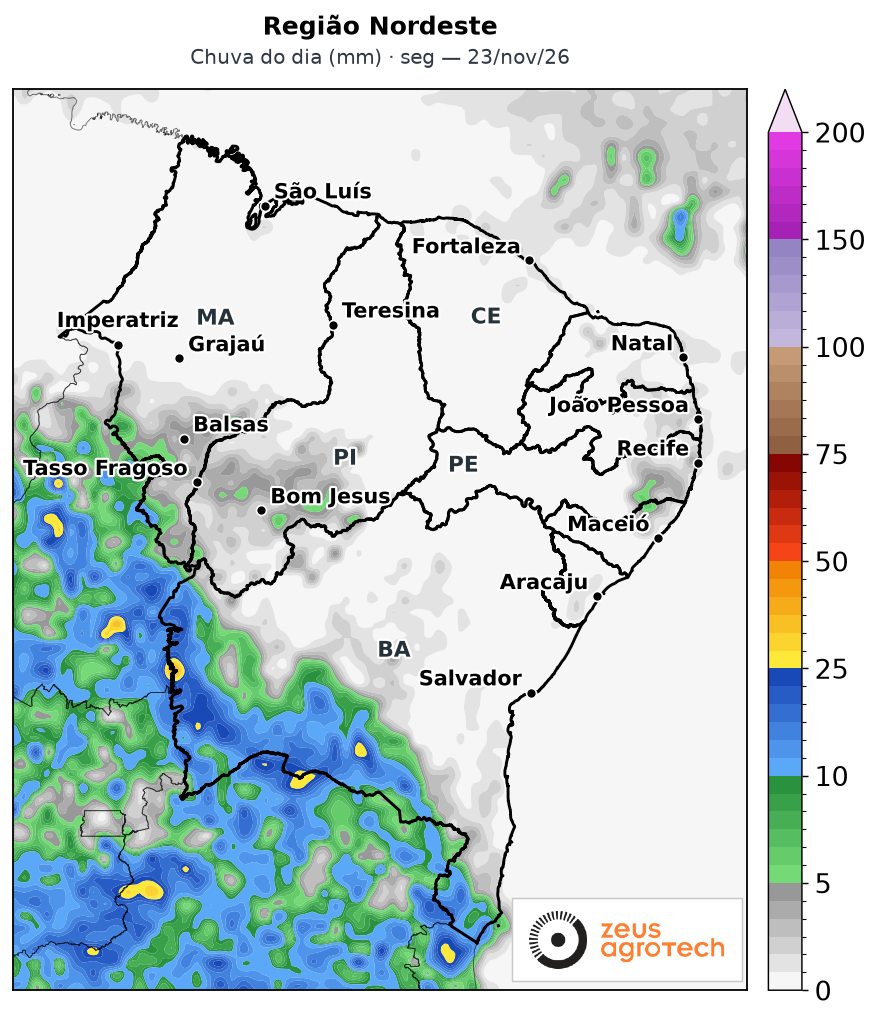 Região Nordeste
Chuva do dia (mm) · seg — 23/nov/26
São Luís
Fortaleza
Imperatriz
MA
Teresina
CE
Grajaú
Natal
João Pessoa
Balsas
Recife
Tasso Fragoso
PI
PE
Bom Jesus
Maceió
Aracaju
BA
Salvador
zeus
agrotech
200
150
100
75
50
25
10
5
0